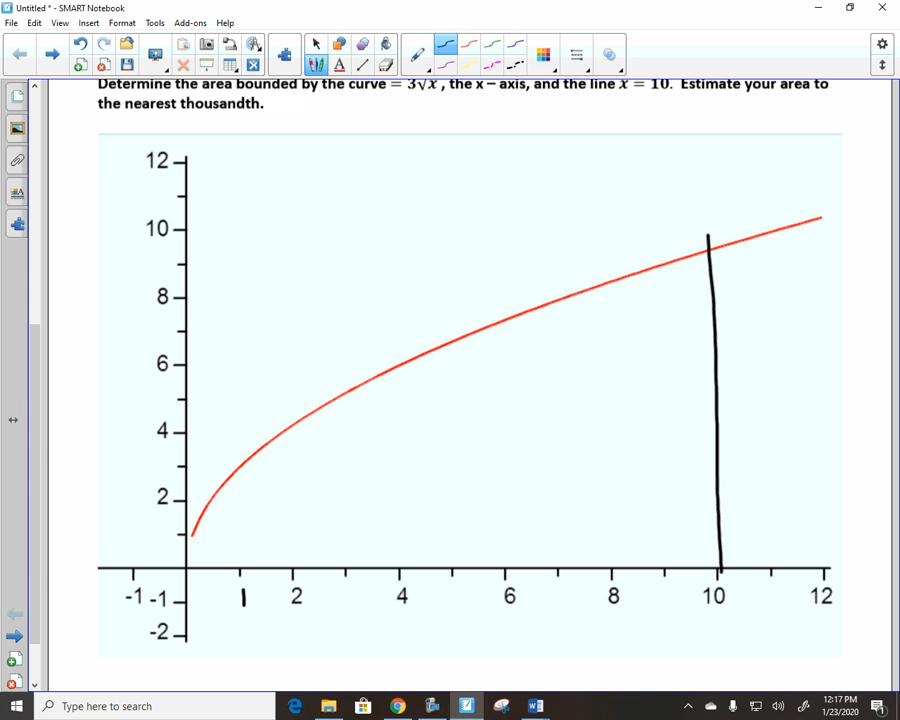 Untitled * - SMART Notebook
File Edit View Insert Format Tools Add-ons Help
Determine the area bounded by the curve = 3√x , the x – axis, and the line x = 10. Estimate your area to
the nearest thousandth.
12
10
8
6
4
2
-1 -1 1 2 4 6 8 10 12
-2
Type here to search
12:17 PM
1/23/2020
1